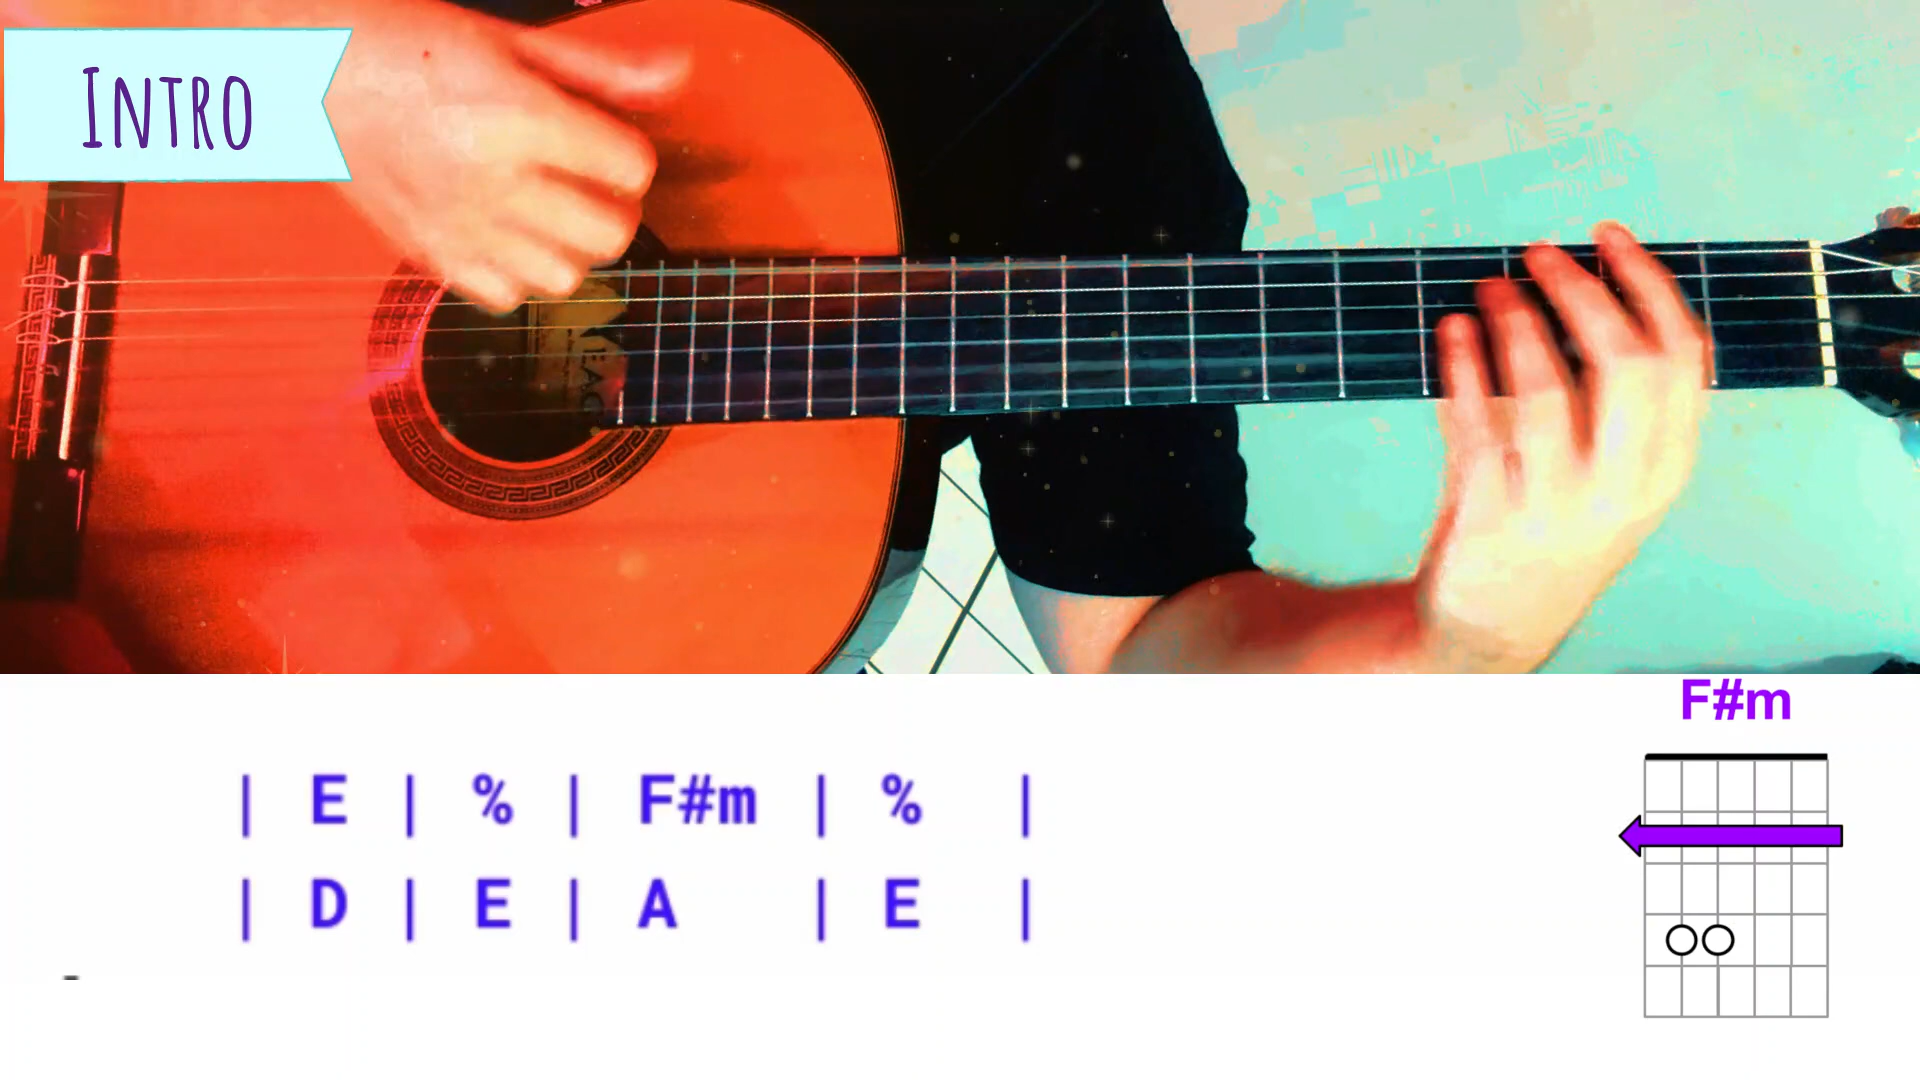 Intro
F#m
| E | % | F#m | % |
| D | E | A | E |